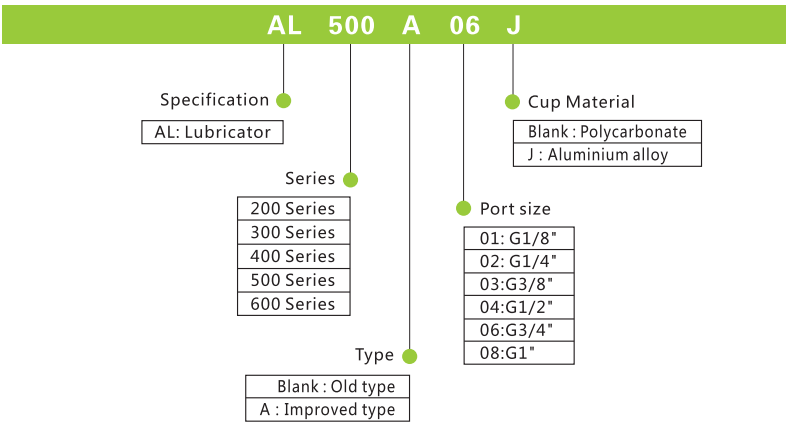 AL 500 A 06 J
Specification
AL: Lubricator
Series
200 Series
300 Series
400 Series
500 Series
600 Series
Type
Blank : Old type
A : Improved type
Port size
01: G1/8"
02: G1/4"
03:G3/8"
04:G1/2"
06:G3/4"
08:G1"
Cup Material
Blank : Polycarbonate
J : Aluminium alloy